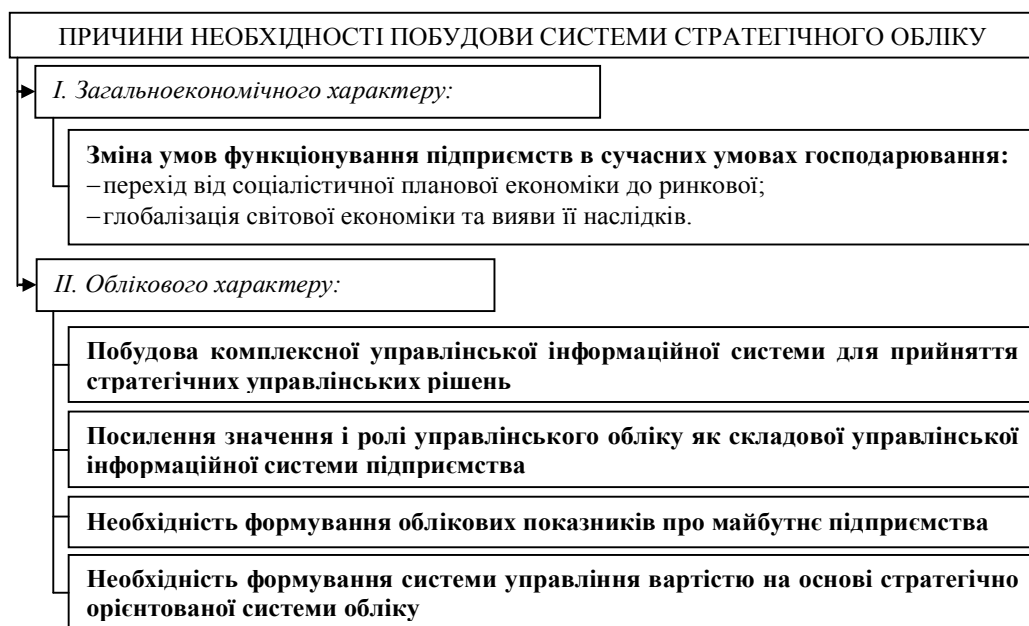 ПРИЧИНИ НЕОБХІДНОСТІ ПОБУДОВИ СИСТЕМИ СТРАТЕГІЧНОГО ОБЛІКУ
І. Загальноекономічного характеру:
Зміна умов функціонування підприємств в сучасних умовах господарювання:
–перехід від соціалістичної планової економіки до ринкової;
–глобалізація світової економіки та вияви її наслідків.
ІІ. Облікового характеру:
Побудова комплексної управлінської інформаційної системи для прийняття
стратегічних управлінських рішень
Посилення значення і ролі управлінського обліку як складової управлінської
інформаційної системи підприємства
Необхідність формування облікових показників про майбутнє підприємства
Необхідність формування системи управління вартістю на основі стратегічно
орієнтованої системи обліку